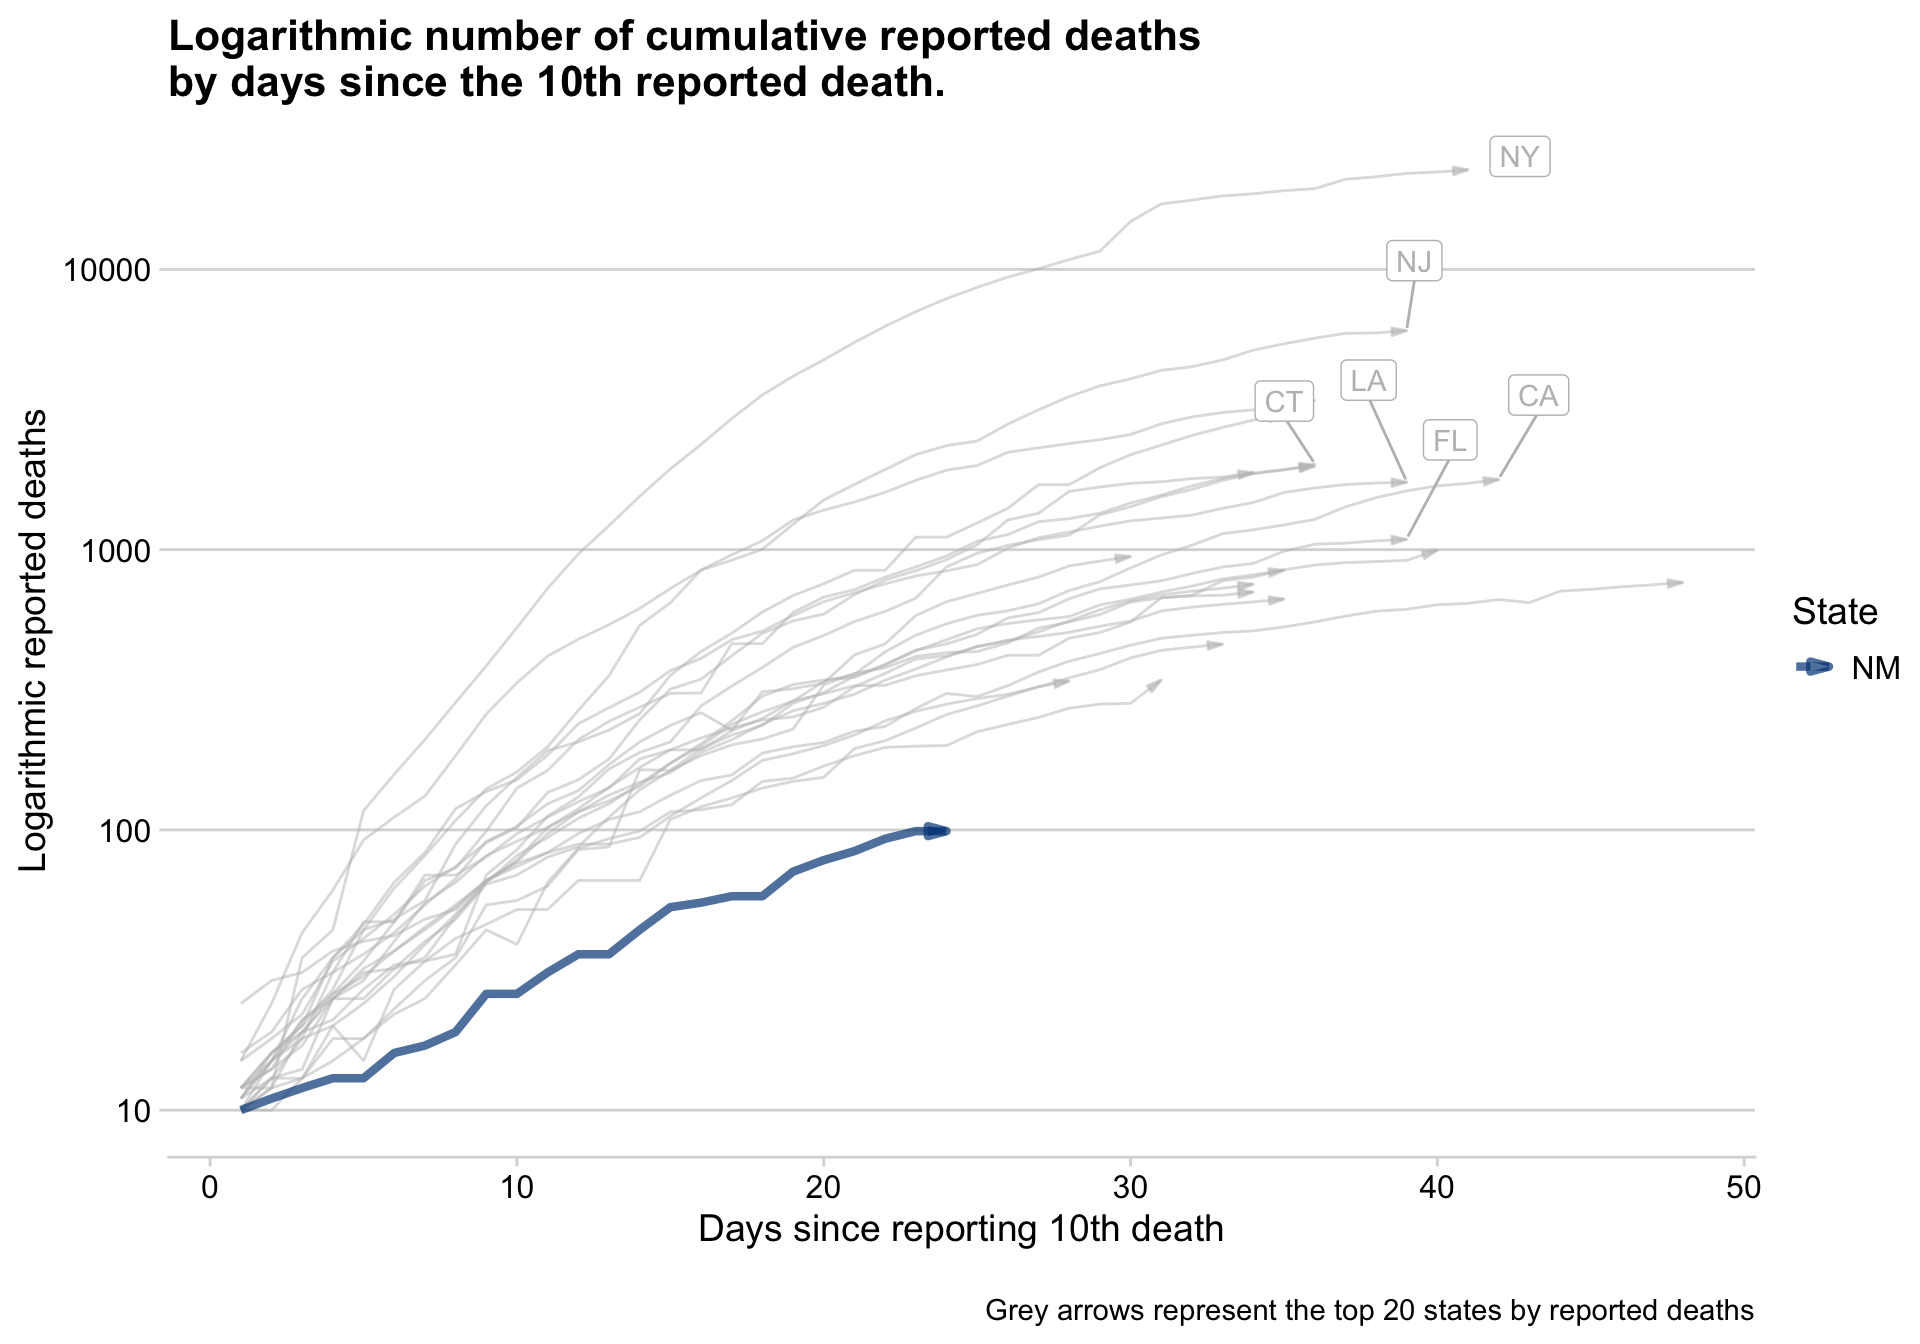 Logarithmic number of cumulative reported deaths
by days since the 10th reported death.
NY
NJ
LA
CT
CA
FL
10000
1000
100
10
Logarithmic reported deaths
State
NM
0
10
20
30
40
50
Days since reporting 10th death
Grey arrows represent the top 20 states by reported deaths